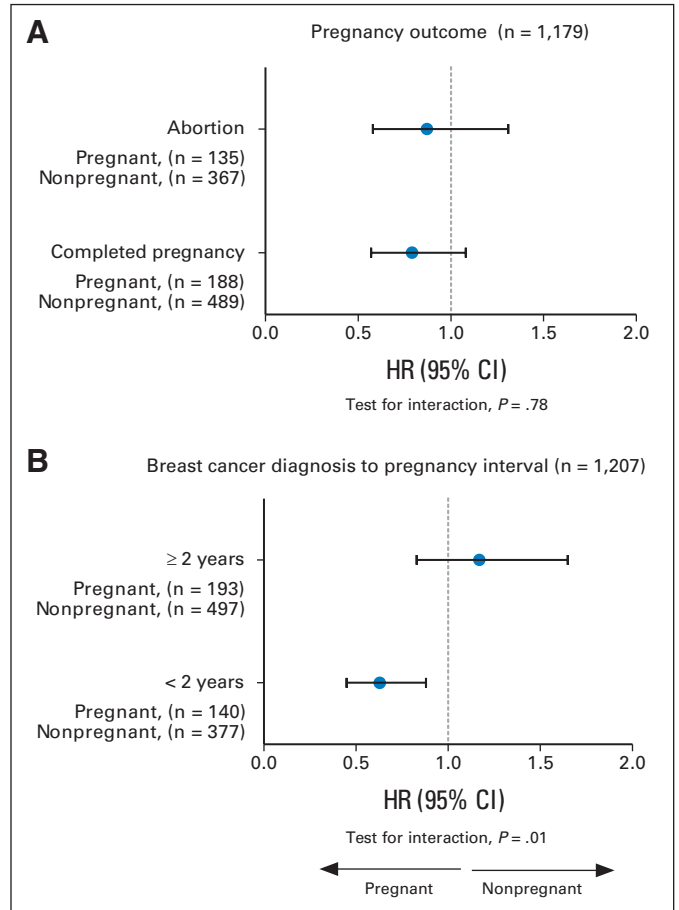 A
Pregnancy outcome (n = 1,179)
Abortion
Pregnant, (n = 135)
Nonpregnant, (n = 367)
Completed pregnancy
Pregnant, (n = 188)
Nonpregnant, (n = 489)
0.0 0.5 1.0 1.5 2.0
HR (95% CI)
Test for interaction, P = .78
B
Breast cancer diagnosis to pregnancy interval (n = 1,207)
≥ 2 years
Pregnant, (n = 193)
Nonpregnant, (n = 497)
< 2 years
Pregnant, (n = 140)
Nonpregnant, (n = 377)
0.0 0.5 1.0 1.5 2.0
HR (95% CI)
Test for interaction, P = .01
Pregnant Nonpregnant